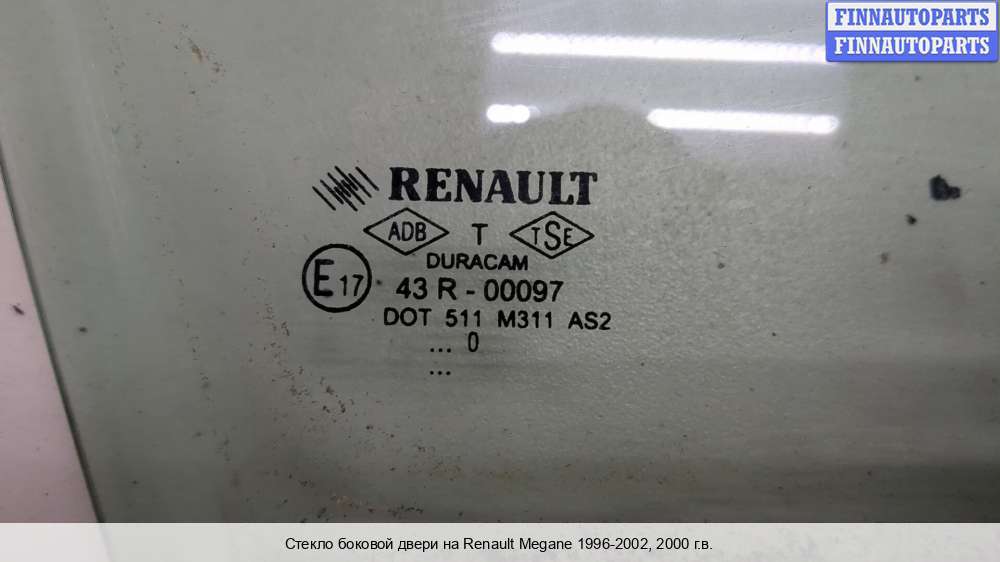 FINNAUTOPARTS
FINNAUTOPARTS
RENAULT
ADB T TSE
DURACAM
E 17 43 R - 00097
DOT 511 M311 AS2
... 0
...
Стекло боковой двери на Renault Megane 1996-2002, 2000 г.в.